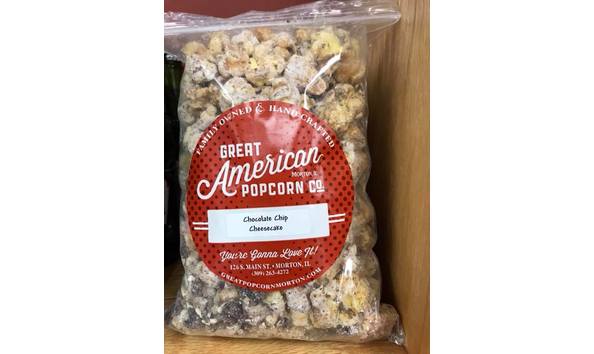 FAMILY OWNED & HAND CRAFTED
GREAT
American
MORTON, IL
POPCORN CO.
Chocolate Chip
Cheesecake
You're Gonna Love It!
126 S. MAIN ST. • MORTON, IL
(309) 263-4272
GREATPOPCORNMORTON.COM